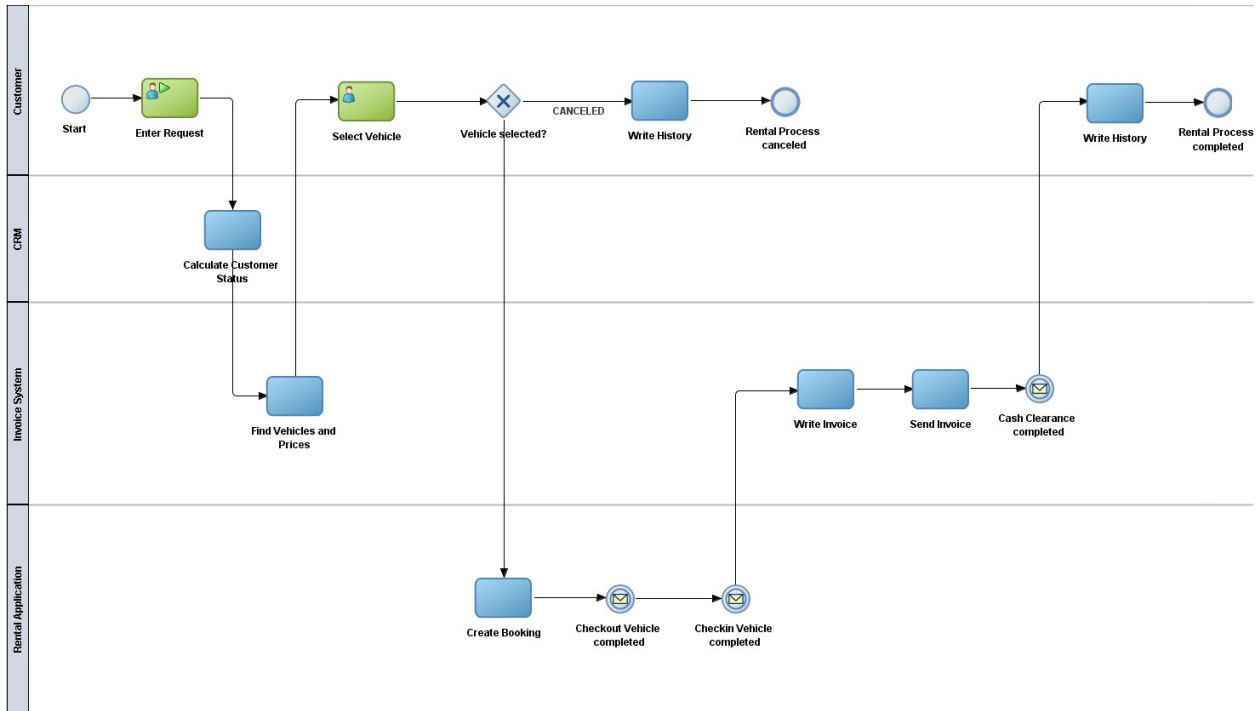 Customer
Start
Enter Request
Select Vehicle
Vehicle selected?
CANCELED
Write History
Rental Process
canceled
Write History
Rental Process
completed
CRM
Calculate Customer
Status
Invoice System
Find Vehicles and
Prices
Write Invoice
Send Invoice
Cash Clearance
completed
Rental Application
Create Booking
Checkout Vehicle
completed
Checkin Vehicle
completed